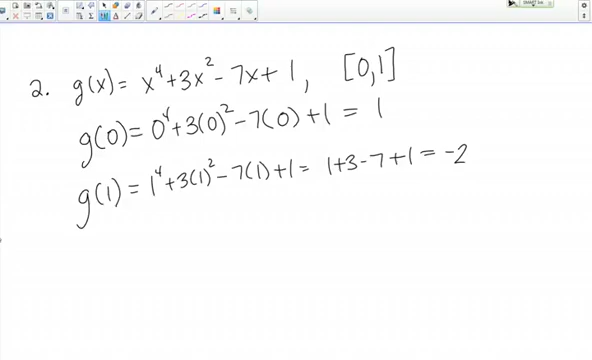 2. g(x) = x⁴ + 3x² - 7x + 1, [0,1]
g(0) = 0⁴ + 3(0)² - 7(0) + 1 = 1
g(1) = 1⁴ + 3(1)² - 7(1) + 1 = 1 + 3 - 7 + 1 = -2